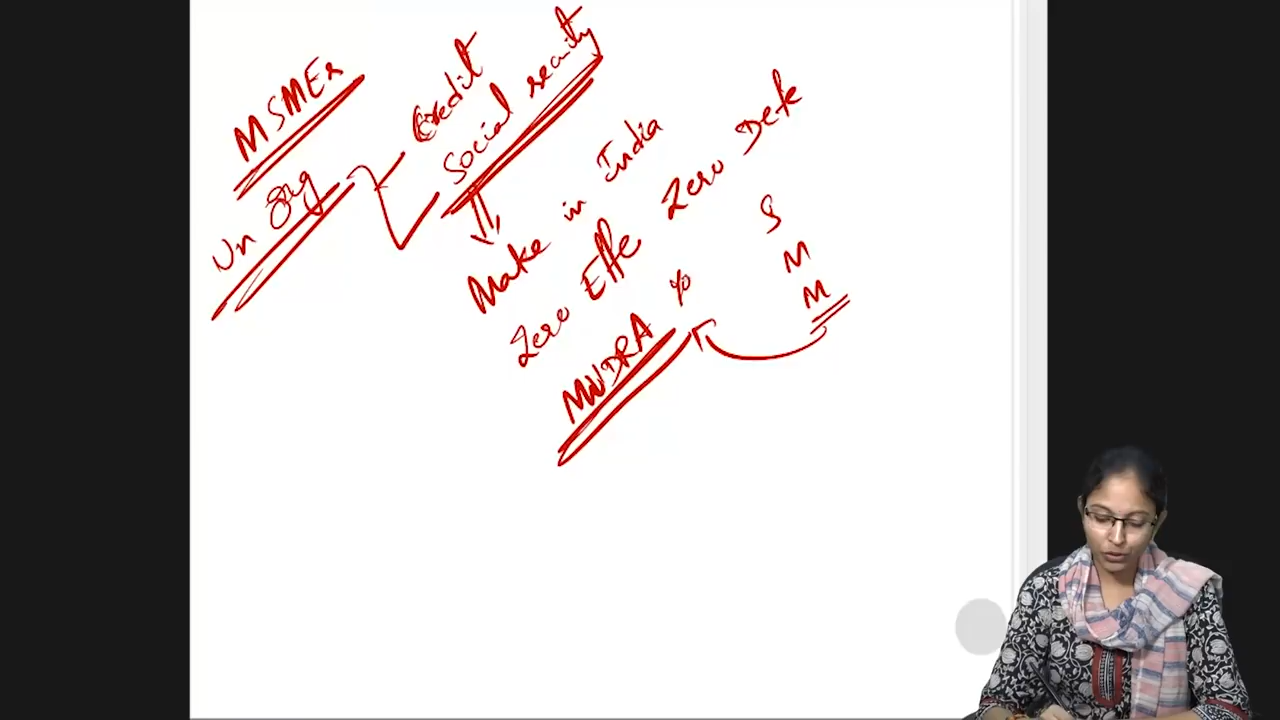 MSMEs
Un org
Credit
Social security
Make in India
Zero Effe Zero Defe
MUDRA %
S
M
M